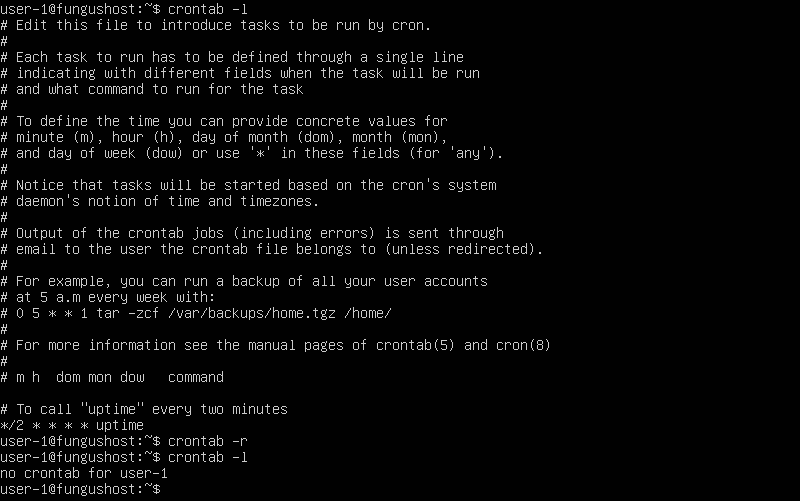 user-1@fungushost:~$ crontab -l
# Edit this file to introduce tasks to be run by cron.
#
# Each task to run has to be defined through a single line
# indicating with different fields when the task will be run
# and what command to run for the task
#
# To define the time you can provide concrete values for
# minute (m), hour (h), day of month (dom), month (mon),
# and day of week (dow) or use '*' in these fields (for 'any').
#
# Notice that tasks will be started based on the cron's system
# daemon's notion of time and timezones.
#
# Output of the crontab jobs (including errors) is sent through
# email to the user the crontab file belongs to (unless redirected).
#
# For example, you can run a backup of all your user accounts
# at 5 a.m every week with:
# 0 5 * * 1 tar -zcf /var/backups/home.tgz /home/
#
# For more information see the manual pages of crontab(5) and cron(8)
#
# m h  dom mon dow   command

# To call "uptime" every two minutes
*/2 * * * * uptime
user-1@fungushost:~$ crontab -r
user-1@fungushost:~$ crontab -l
no crontab for user-1
user-1@fungushost:~$